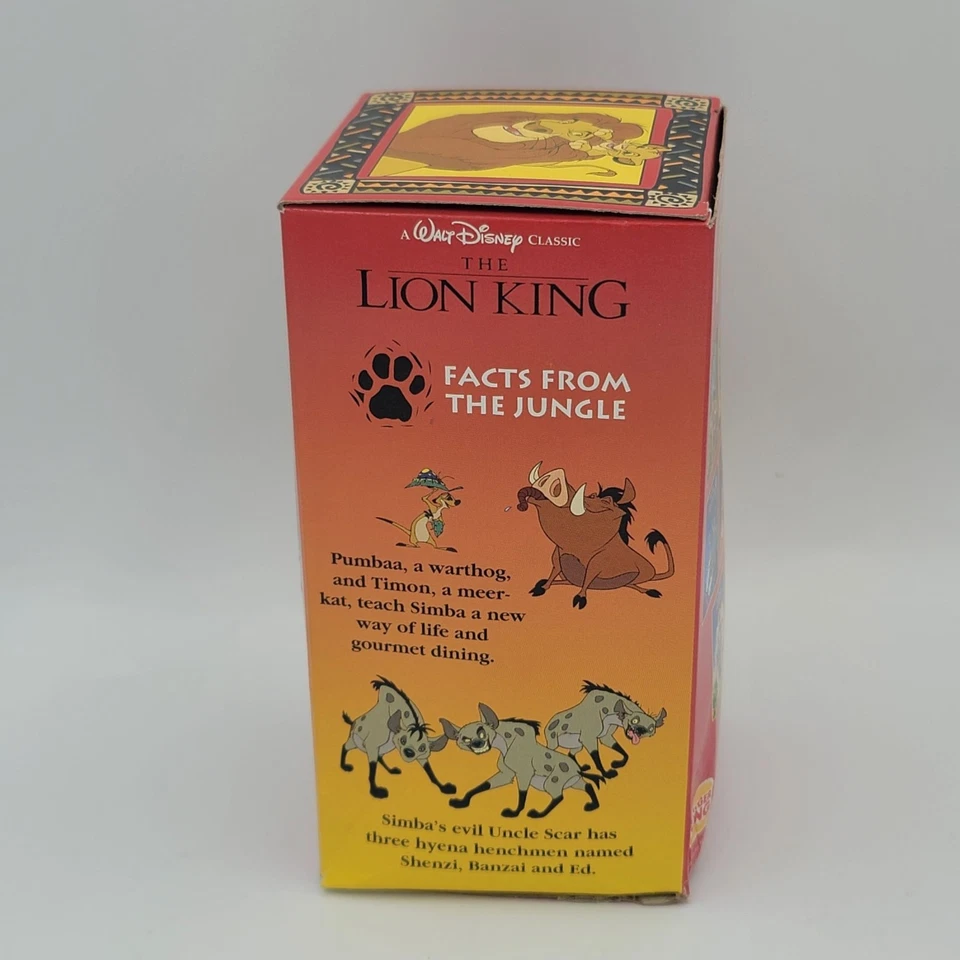 A WALT DISNEY CLASSIC
THE
LION KING
FACTS FROM
THE JUNGLE
Pumbaa, a warthog,
and Timon, a meer-
kat, teach Simba a new
way of life and
gourmet dining.
Simba's evil Uncle Scar has
three hyena henchmen named
Shenzi, Banzai and Ed.